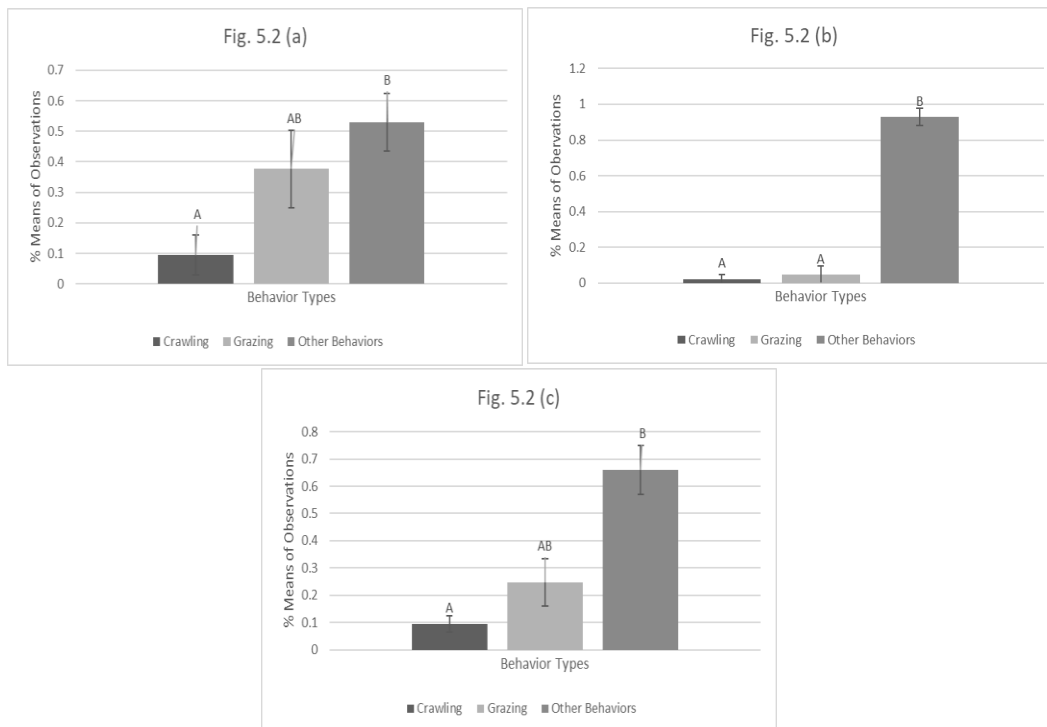 Fig. 5.2 (a)
% Means of Observations
0.7
0.6
0.5
0.4
0.3
0.2
0.1
0
A
AB
B
Behavior Types
Crawling Grazing Other Behaviors
Fig. 5.2 (b)
% Means of Obervations
1.2
1
0.8
0.6
0.4
0.2
0
A
A
B
Behavior Types
Crawling Grazing Other Behaviors
Fig. 5.2 (c)
% Means of Observations
0.8
0.7
0.6
0.5
0.4
0.3
0.2
0.1
0
A
AB
B
Behavior Types
Crawling Grazing Other Behaviors